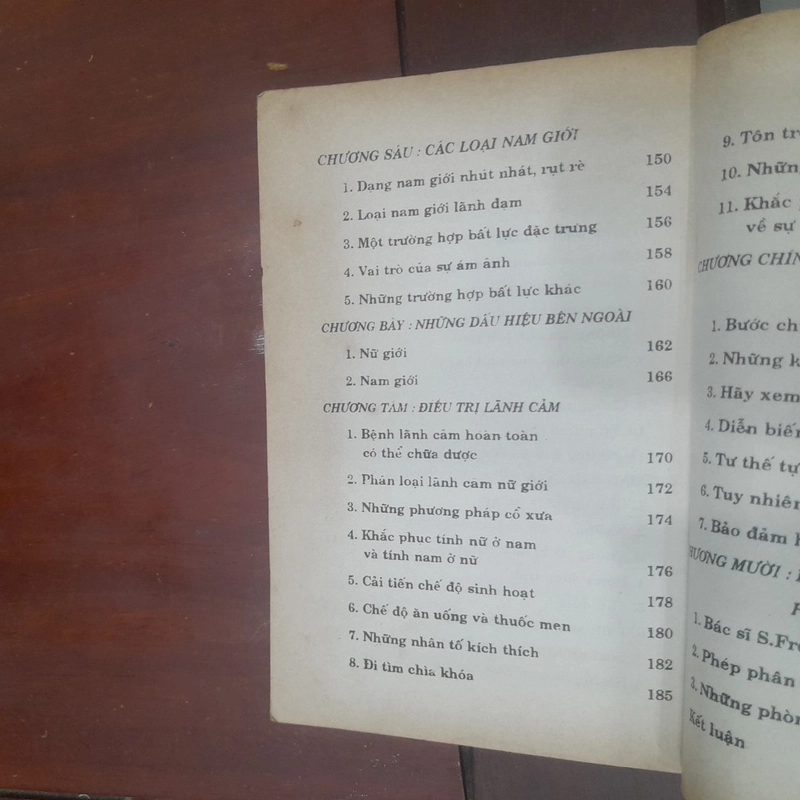 CHƯƠNG SÁU : CÁC LOẠI NAM GIỚI
1. Dạng nam giới nhút nhát, rụt rè 150
2. Loại nam giới lãnh đạm 154
3. Một trường hợp bất lực đặc trưng 156
4. Vai trò của sự ám ảnh 158
5. Những trường hợp bất lực khác 160
CHƯƠNG BẢY : NHỮNG DẤU HIỆU BÊN NGOÀI
1. Nữ giới 162
2. Nam giới 166
CHƯƠNG TÁM : ĐIỀU TRỊ LÃNH CẢM
1. Bệnh lãnh cảm hoàn toàn
có thể chữa được 170
2. Phân loại lãnh cảm nữ giới 172
3. Những phương pháp cổ xưa 174
4. Khắc phục tính nữ ở nam
và tính nam ở nữ 176
5. Cải tiến chế độ sinh hoạt 178
6. Chế độ ăn uống và thuốc men 180
7. Những nhân tố kích thích 182
8. Đi tìm chìa khóa 185
9. Tôn
10. Những
11. Khắc
về sự
CHƯƠNG CHÍN
1. Bước
2. Những
3. Hãy xem
4. Diễn biến
5. Tư thế tự
6. Tuy nhiên
7. Bảo đảm
CHƯƠNG MƯỜI :
1. Bác sĩ S.Fre
2. Phép phân
3. Những
Kết luận